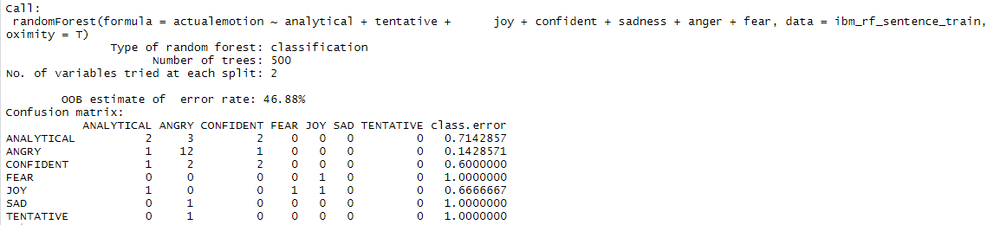 Call:
 randomForest(formula = actualemotion ~ analytical + tentative +      joy + confident + sadness + anger + fear, data = ibm_rf_sentence_train,
oximity = T)
               Type of random forest: classification
                     Number of trees: 500
No. of variables tried at each split: 2

        OOB estimate of  error rate: 46.88%
Confusion matrix:
           ANALYTICAL ANGRY CONFIDENT FEAR JOY SAD TENTATIVE class.error
ANALYTICAL          2     3         2    0   0   0         0   0.7142857
ANGRY               1    12         1    0   0   0         0   0.1428571
CONFIDENT           1     2         2    0   0   0         0   0.6000000
FEAR                0     0         0    0   1   0         0   1.0000000
JOY                 1     0         0    1   1   0         0   0.6666667
SAD                 0     1         0    0   0   0         0   1.0000000
TENTATIVE           0     1         0    0   0   0         0   1.0000000